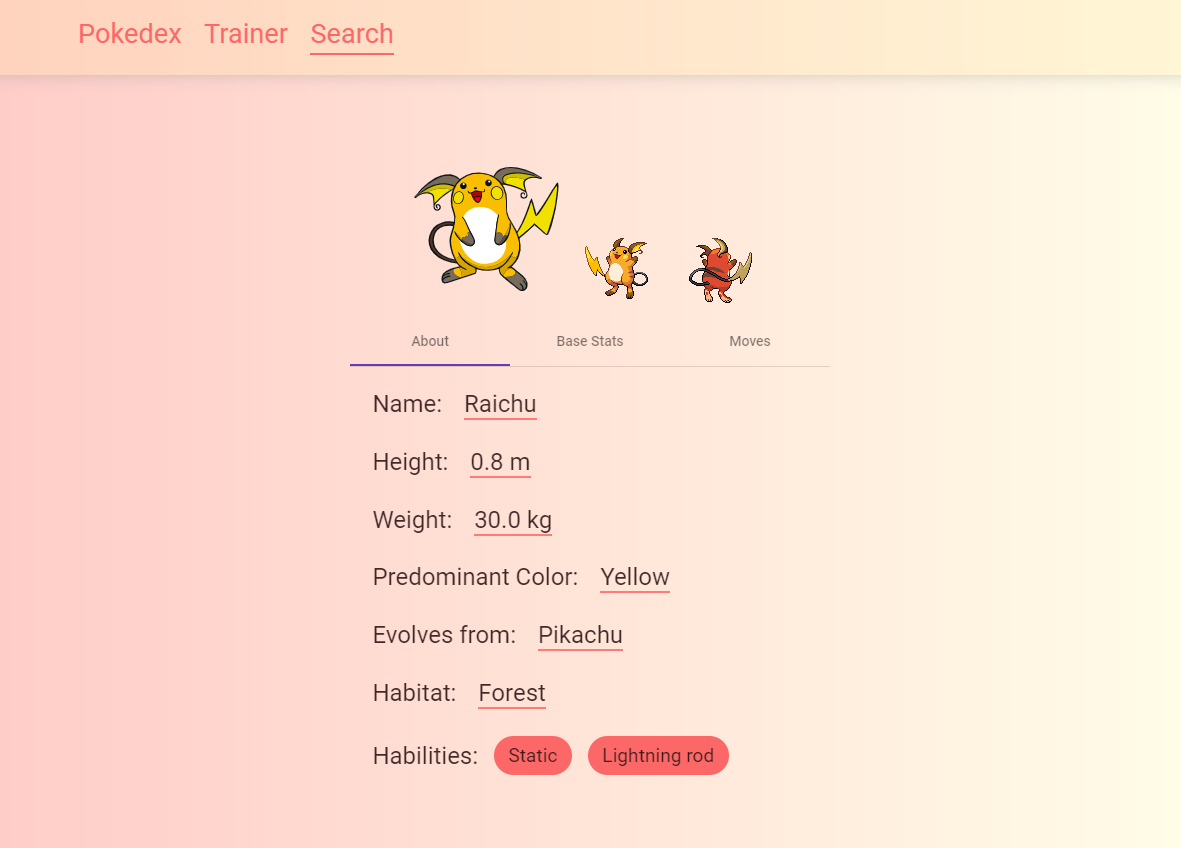 Pokedex Trainer Search
About Base Stats Moves
Name: Raichu
Height: 0.8 m
Weight: 30.0 kg
Predominant Color: Yellow
Evolves from: Pikachu
Habitat: Forest
Habilities: Static Lightning rod